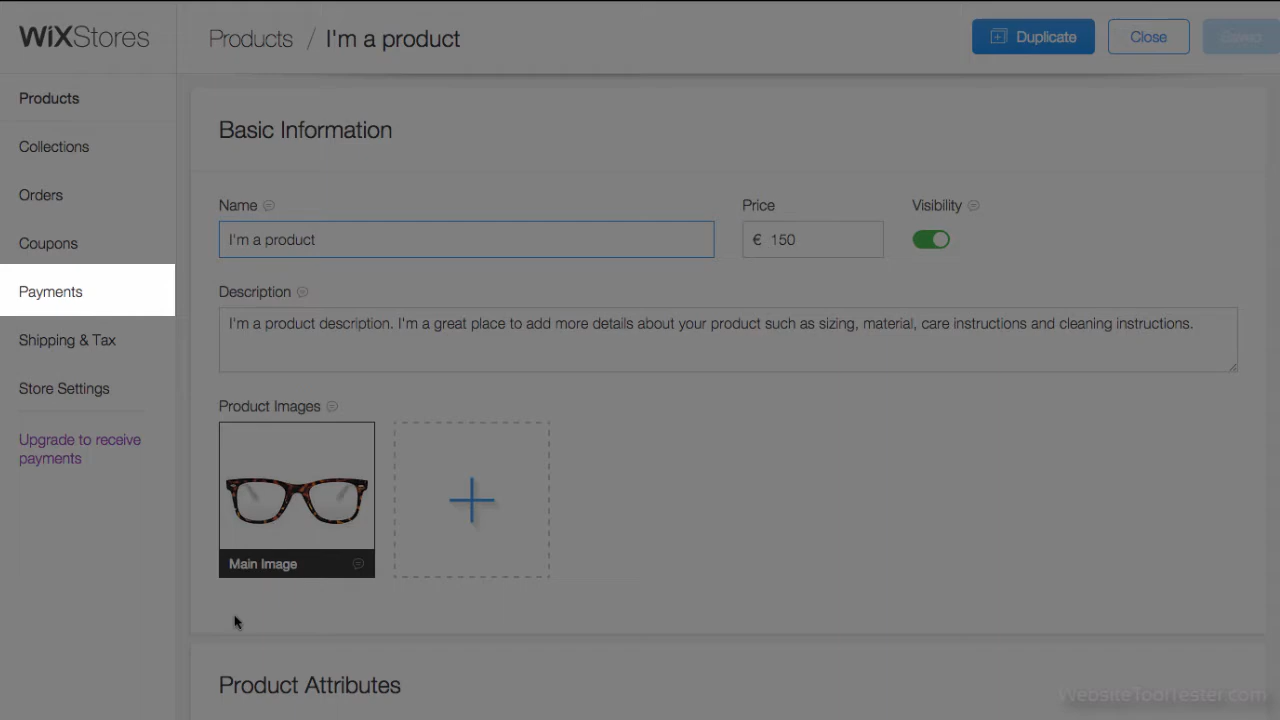 WiXStores
Products / I'm a product
Duplicate
Close
Products
Collections
Orders
Coupons
Payments
Shipping & Tax
Store Settings
Upgrade to receive
payments
Basic Information
Name
Price
Visibility
I'm a product
€ 150
Description
I'm a product description. I'm a great place to add more details about your product such as sizing, material, care instructions and cleaning instructions.
Product Images
Main Image
Product Attributes
WebsiteToolTester.com